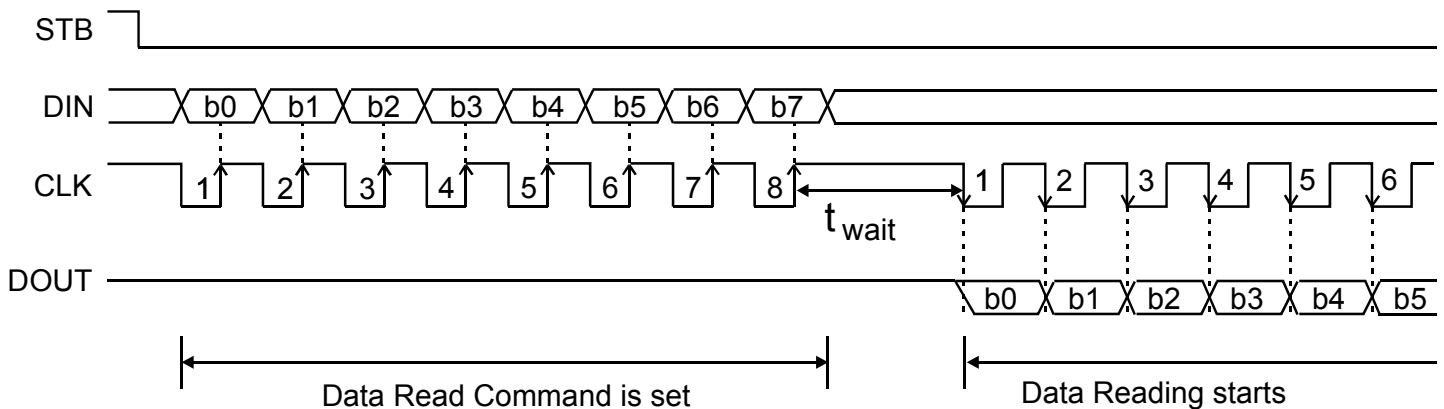 STB
DIN b0 b1 b2 b3 b4 b5 b6 b7
CLK 1 2 3 4 5 6 7 8 1 2 3 4 5 6
t wait
DOUT b0 b1 b2 b3 b4 b5
Data Read Command is set Data Reading starts